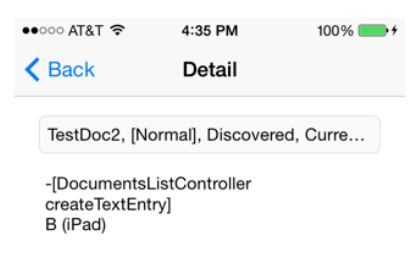 ●●○○○ AT&T 4:35 PM 100%
Back Detail
TestDoc2, [Normal], Discovered, Curre...
-[DocumentsListController
createTextEntry]
B (iPad)